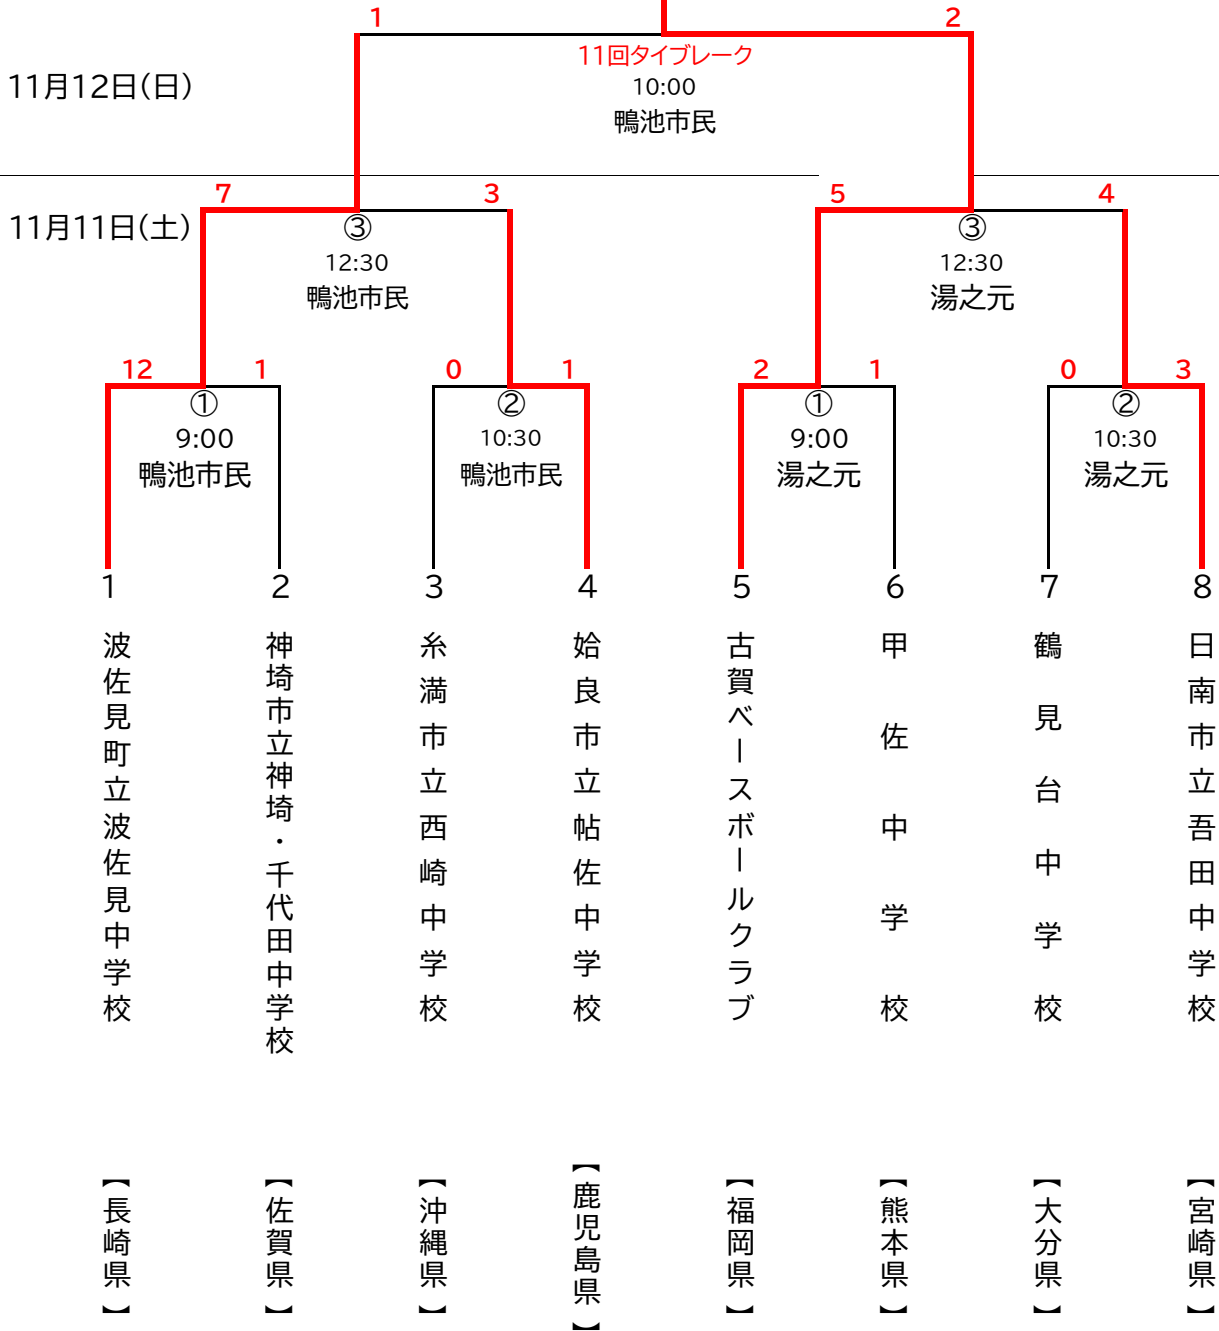 1 2
11回タイブレーク
11月12日(日)
10:00
鴨池市民
7 3 5 4
11月11日(土)
③ ③
12:30 12:30
鴨池市民 湯之元
12 1 0 1 2 1 0 3
① ② ① ②
9:00 10:30 9:00 10:30
鴨池市民 鴨池市民 湯之元 湯之元
1 2 3 4 5 6 7 8
波佐見町立波佐見中学校
神埼市立神埼・千代田中学校
糸満市立西崎中学校
姶良市立帖佐中学校
古賀ベースボールクラブ
甲佐中学校
鶴見台中学校
日南市立吾田中学校
【長崎県】
【佐賀県】
【沖縄県】
【鹿児島県】
【福岡県】
【熊本県】
【大分県】
【宮崎県】